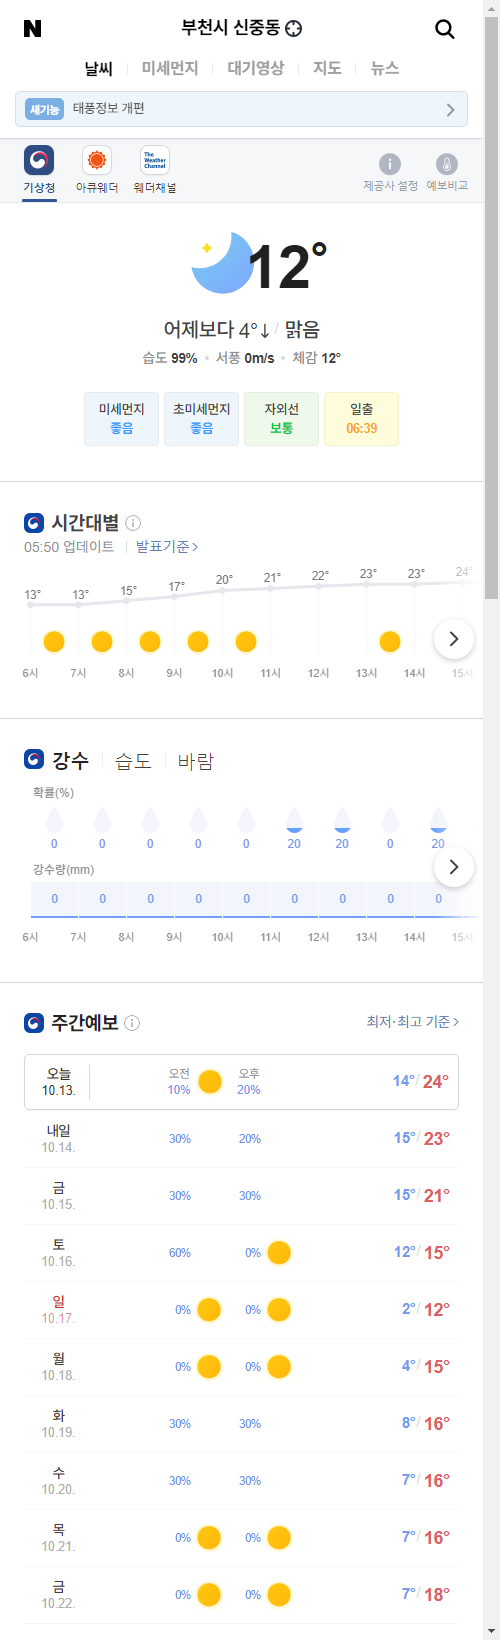 N
부천시 신중동
날씨 미세먼지 대기영상 지도 뉴스
새기능 태풍정보 개편
The Weather Channel
기상청 아큐웨더 웨더채널 제공사 설정 예보비교
12°
어제보다 4°↓ / 맑음
습도 99% 서풍 0m/s 체감 12°
미세먼지 초미세먼지 자외선 일출
좋음 좋음 보통 06:39
시간대별
05:50 업데이트 발표기준
13° 13° 15° 17° 20° 21° 22° 23° 23° 24°
6시 7시 8시 9시 10시 11시 12시 13시 14시 15시
강수 습도 바람
확률(%)
0 0 0 0 0 20 20 0 20
강수량(mm)
0 0 0 0 0 0 0 0 0
6시 7시 8시 9시 10시 11시 12시 13시 14시 15시
주간예보 최저·최고 기준
오늘 오전 오후
10.13. 10% 20% 14°/ 24°
내일
10.14. 30% 20% 15°/ 23°
금
10.15. 30% 30% 15°/ 21°
토
10.16. 60% 0% 12°/ 15°
일
10.17. 0% 0% 2°/ 12°
월
10.18. 0% 0% 4°/ 15°
화
10.19. 30% 30% 8°/ 16°
수
10.20. 30% 30% 7°/ 16°
목
10.21. 0% 0% 7°/ 16°
금
10.22. 0% 0% 7°/ 18°